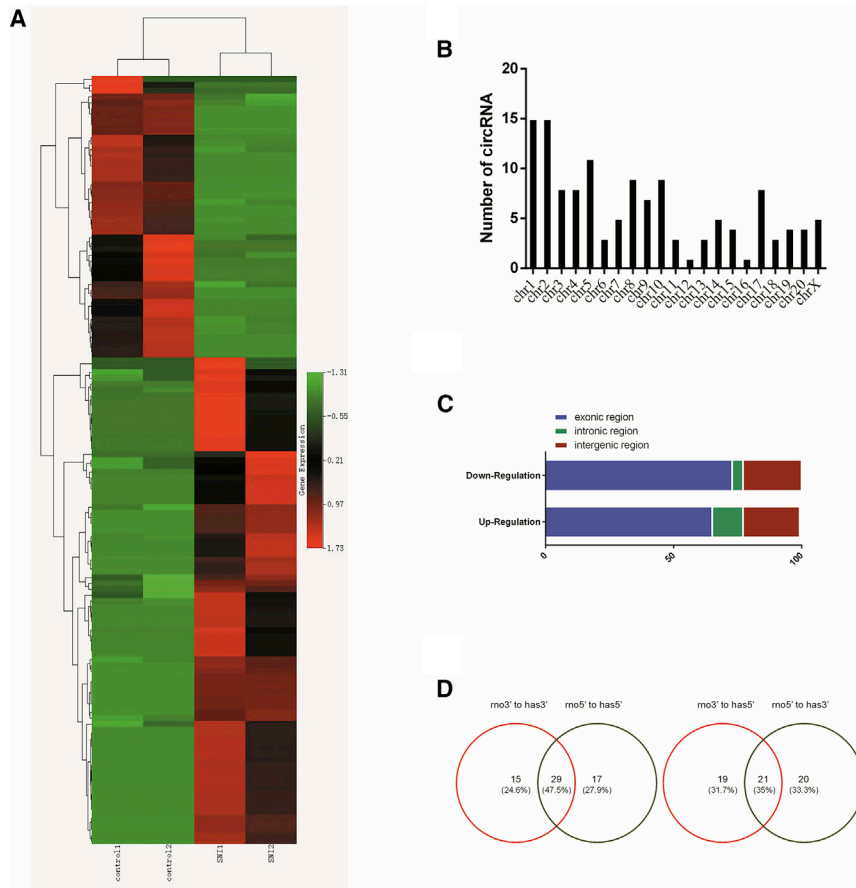 A
-1.31
-0.55
0.21
0.97
1.73
Gene Expression
control1
control2
SNI1
SNI2
B
Number of circRNA
20
15
10
5
0
chr1
chr2
chr3
chr4
chr5
chr6
chr7
chr8
chr9
chr10
chr11
chr12
chr13
chr14
chr15
chr16
chr17
chr18
chr19
chr20
chrX
C
exonic region
intronic region
intergenic region
Down-Regulation
Up-Regulation
0
50
100
D
rno3' to has3'
rno5' to has5'
15
(24.6%)
29
(47.5%)
17
(27.9%)
rno3' to has5'
rno5' to has3'
19
(31.7%)
21
(35%)
20
(33.3%)